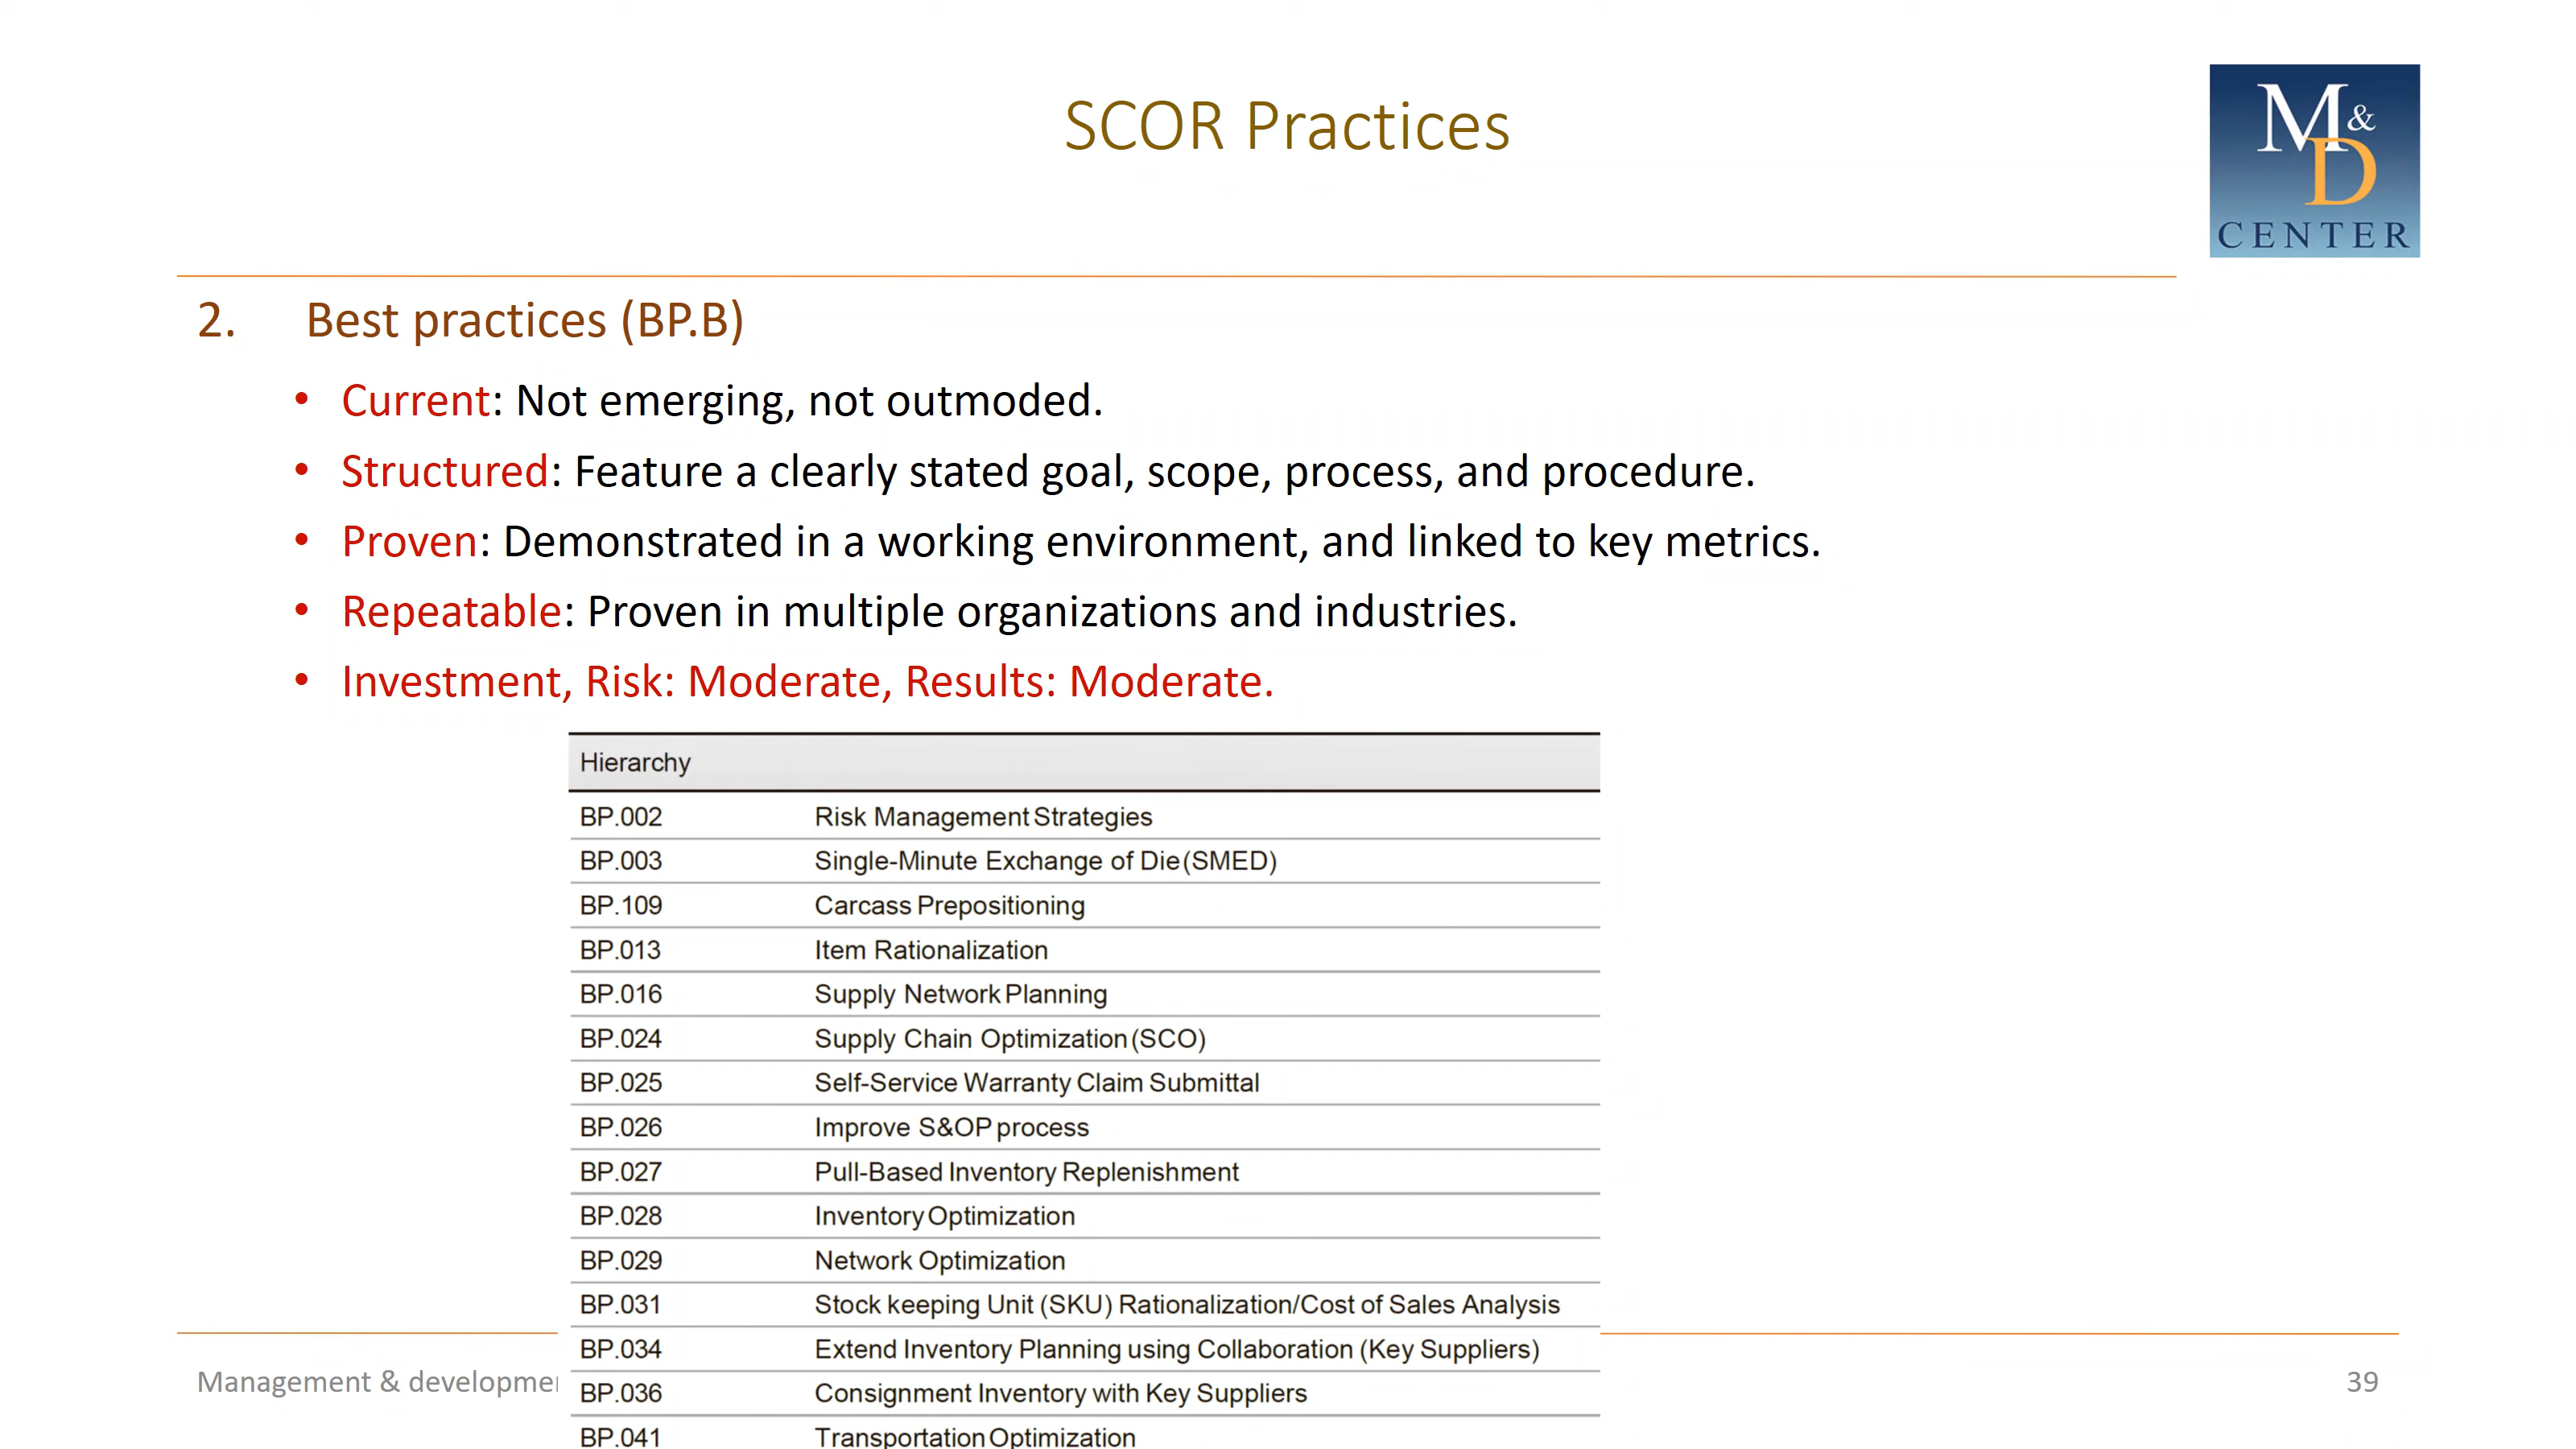 SCOR Practices
M&
D
CENTER
2. Best practices (BP.B)
• Current: Not emerging, not outmoded.
• Structured: Feature a clearly stated goal, scope, process, and procedure.
• Proven: Demonstrated in a working environment, and linked to key metrics.
• Repeatable: Proven in multiple organizations and industries.
• Investment, Risk: Moderate, Results: Moderate.
Hierarchy
BP.002 Risk Management Strategies
BP.003 Single-Minute Exchange of Die (SMED)
BP.109 Carcass Prepositioning
BP.013 Item Rationalization
BP.016 Supply Network Planning
BP.024 Supply Chain Optimization (SCO)
BP.025 Self-Service Warranty Claim Submittal
BP.026 Improve S&OP process
BP.027 Pull-Based Inventory Replenishment
BP.028 Inventory Optimization
BP.029 Network Optimization
BP.031 Stock keeping Unit (SKU) Rationalization/Cost of Sales Analysis
BP.034 Extend Inventory Planning using Collaboration (Key Suppliers)
BP.036 Consignment Inventory with Key Suppliers
BP.041 Transportation Optimization
Management &
39